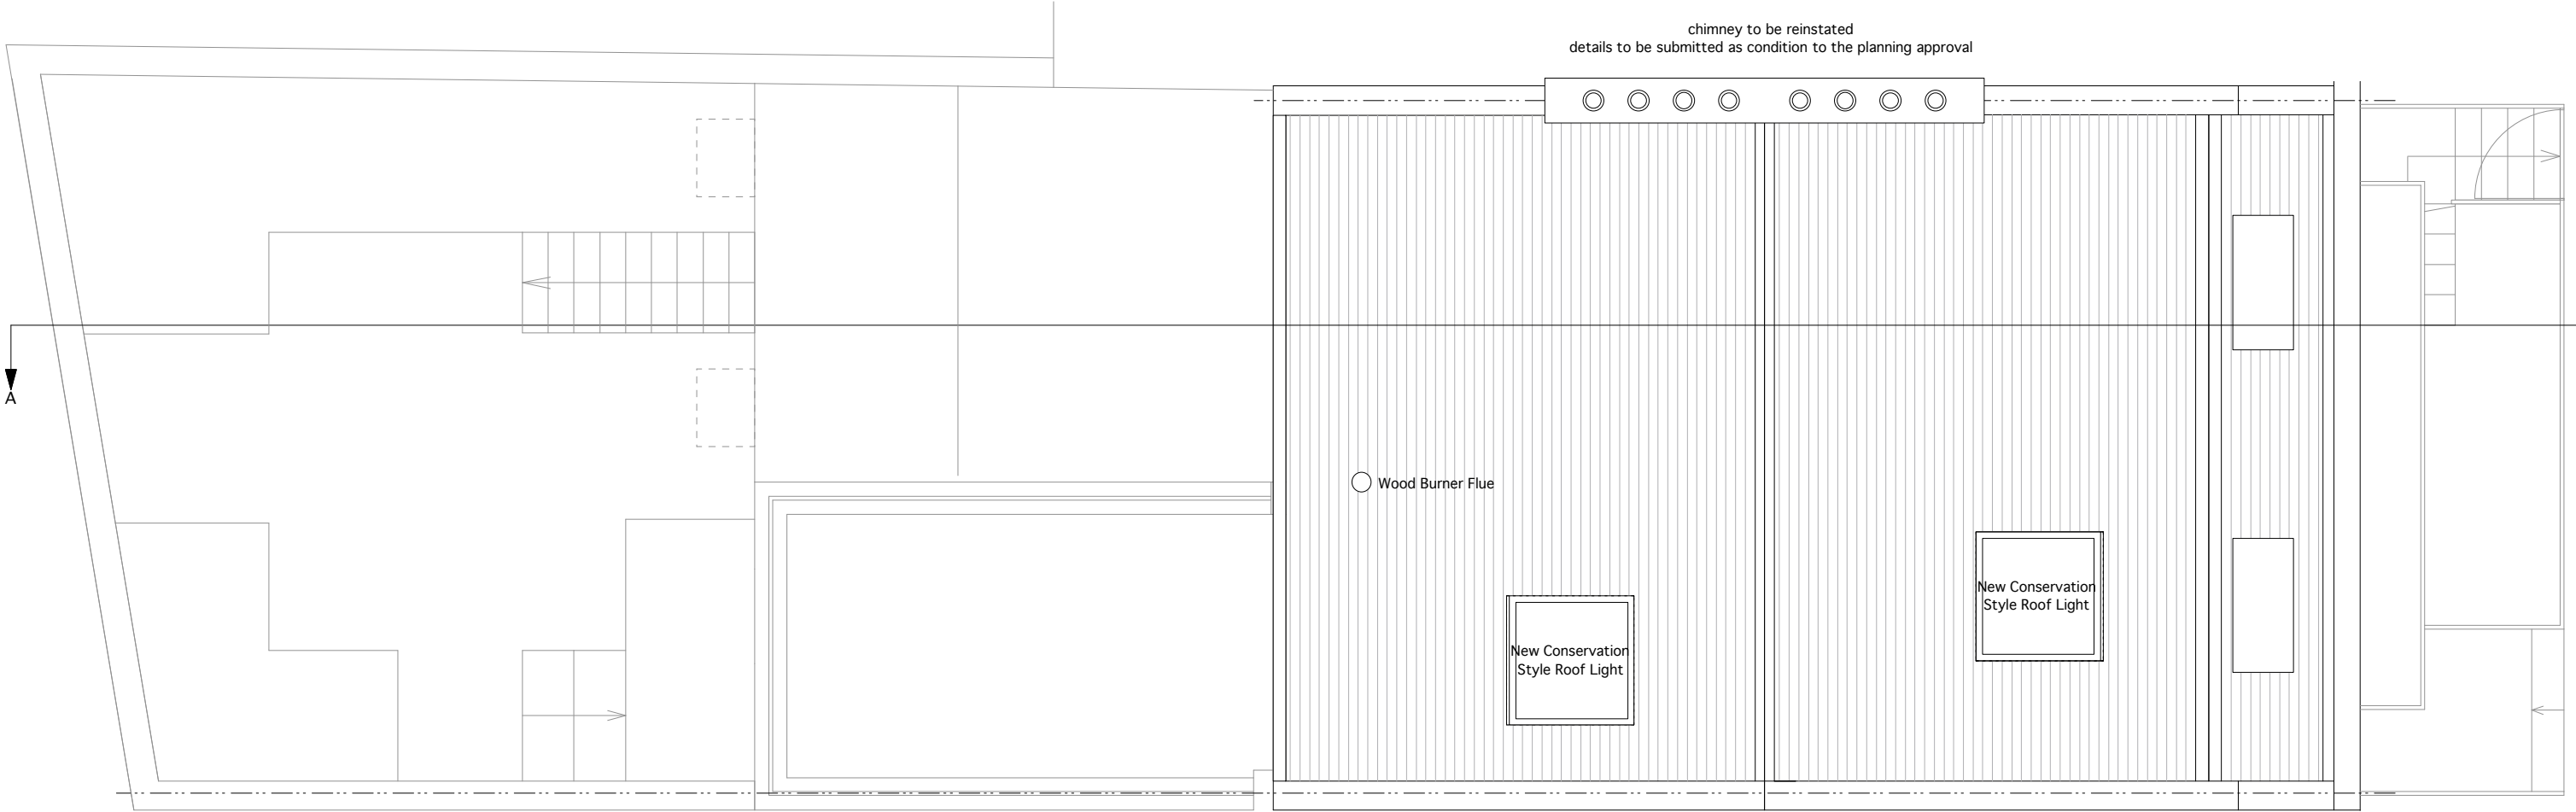 chimney to be reinstated
details to be submitted as condition to the planning approval
A
Wood Burner Flue
New Conservation
Style Roof Light
New Conservation
Style Roof Light